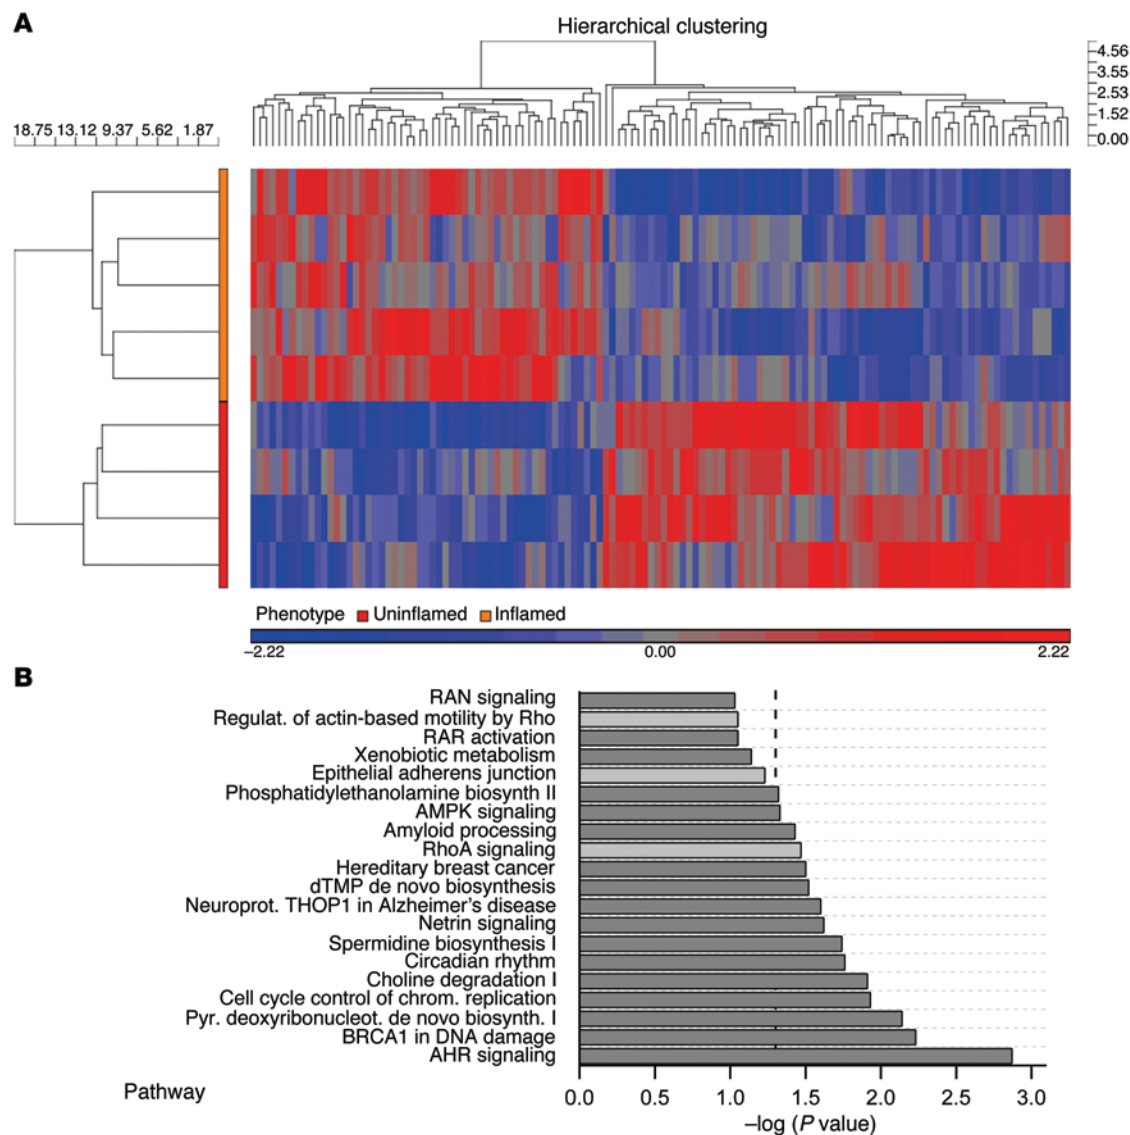 A
Hierarchical clustering
4.56
3.55
2.53
1.52
0.00
18.75 13.12 9.37 5.62 1.87
Phenotype Uninflamed Inflamed
−2.22 0.00 2.22
B
RAN signaling
Regulat. of actin-based motility by Rho
RAR activation
Xenobiotic metabolism
Epithelial adherens junction
Phosphatidylethanolamine biosynth II
AMPK signaling
Amyloid processing
RhoA signaling
Hereditary breast cancer
dTMP de novo biosynthesis
Neuroprot. THOP1 in Alzheimer's disease
Netrin signaling
Spermidine biosynthesis I
Circadian rhythm
Choline degradation I
Cell cycle control of chrom. replication
Pyr. deoxyribonucleot. de novo biosynth. I
BRCA1 in DNA damage
AHR signaling
Pathway
0.0 0.5 1.0 1.5 2.0 2.5 3.0
−log (P value)